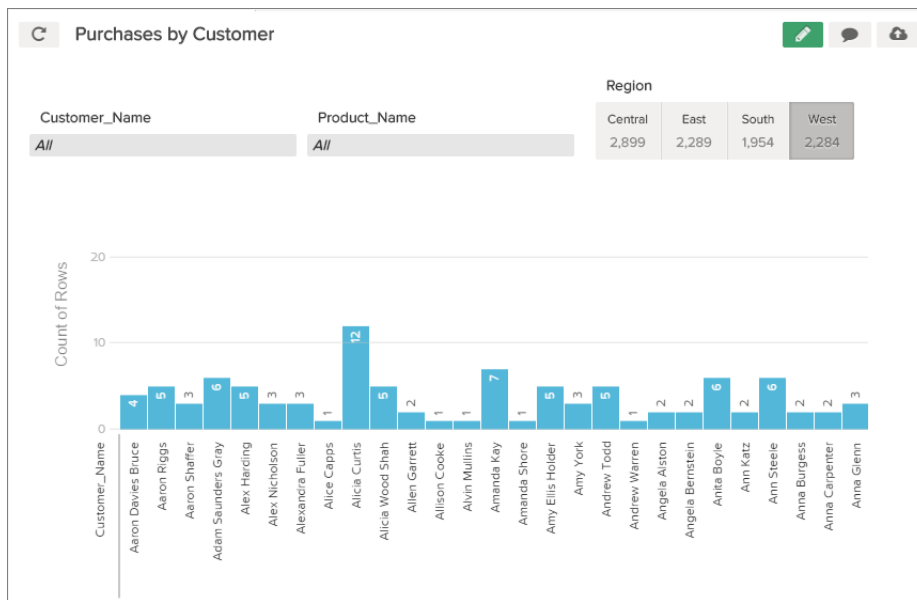 Purchases by Customer
Region
Customer_Name
Product_Name
Central
East
South
West
All
All
2,899
2,289
1,954
2,284
Count of Rows
20
10
0
4
5
3
6
5
3
3
1
12
5
2
1
1
7
1
5
3
5
1
2
2
6
2
6
2
2
3
Customer_Name
Aaron Davies Bruce
Aaron Riggs
Aaron Shaffer
Adam Saunders Gray
Alex Harding
Alex Nicholson
Alexandra Fuller
Alice Capps
Alicia Curtis
Alicia Wood Shah
Allen Garrett
Allison Cooke
Alvin Mullins
Amanda Kay
Amanda Shore
Amy Ellis Holder
Amy York
Andrew Todd
Andrew Warren
Angela Alston
Angela Bernstein
Anita Boyle
Ann Katz
Ann Steele
Anna Burgess
Anna Carpenter
Anna Glenn